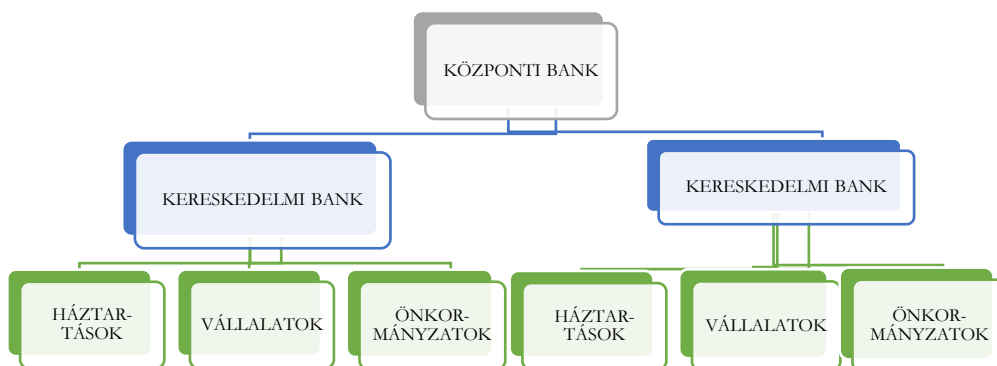 KÖZPONTI BANK
KERESKEDELMI BANK
KERESKEDELMI BANK
HÁZTAR-
TÁSOK
VÁLLALATOK
ÖNKOR-
MÁNYZATOK
HÁZTAR-
TÁSOK
VÁLLALATOK
ÖNKOR-
MÁNYZATOK